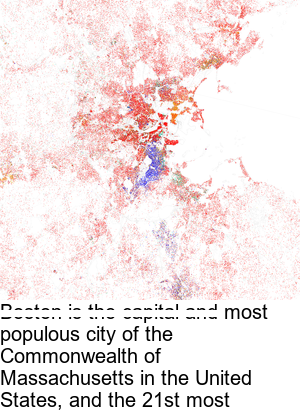 Boston is the capital and most
populous city of the
Commonwealth of
Massachusetts in the United
States, and the 21st most